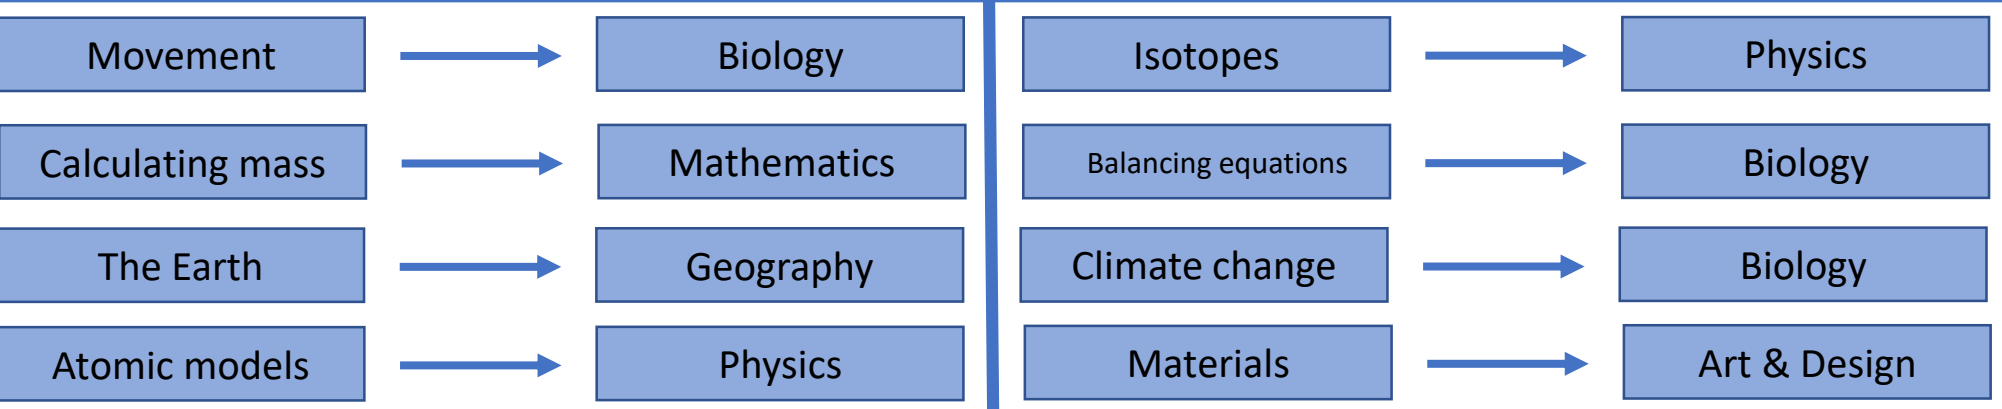 Movement
Biology
Calculating mass
Mathematics
The Earth
Geography
Atomic models
Physics
Isotopes
Physics
Balancing equations
Biology
Climate change
Biology
Materials
Art & Design